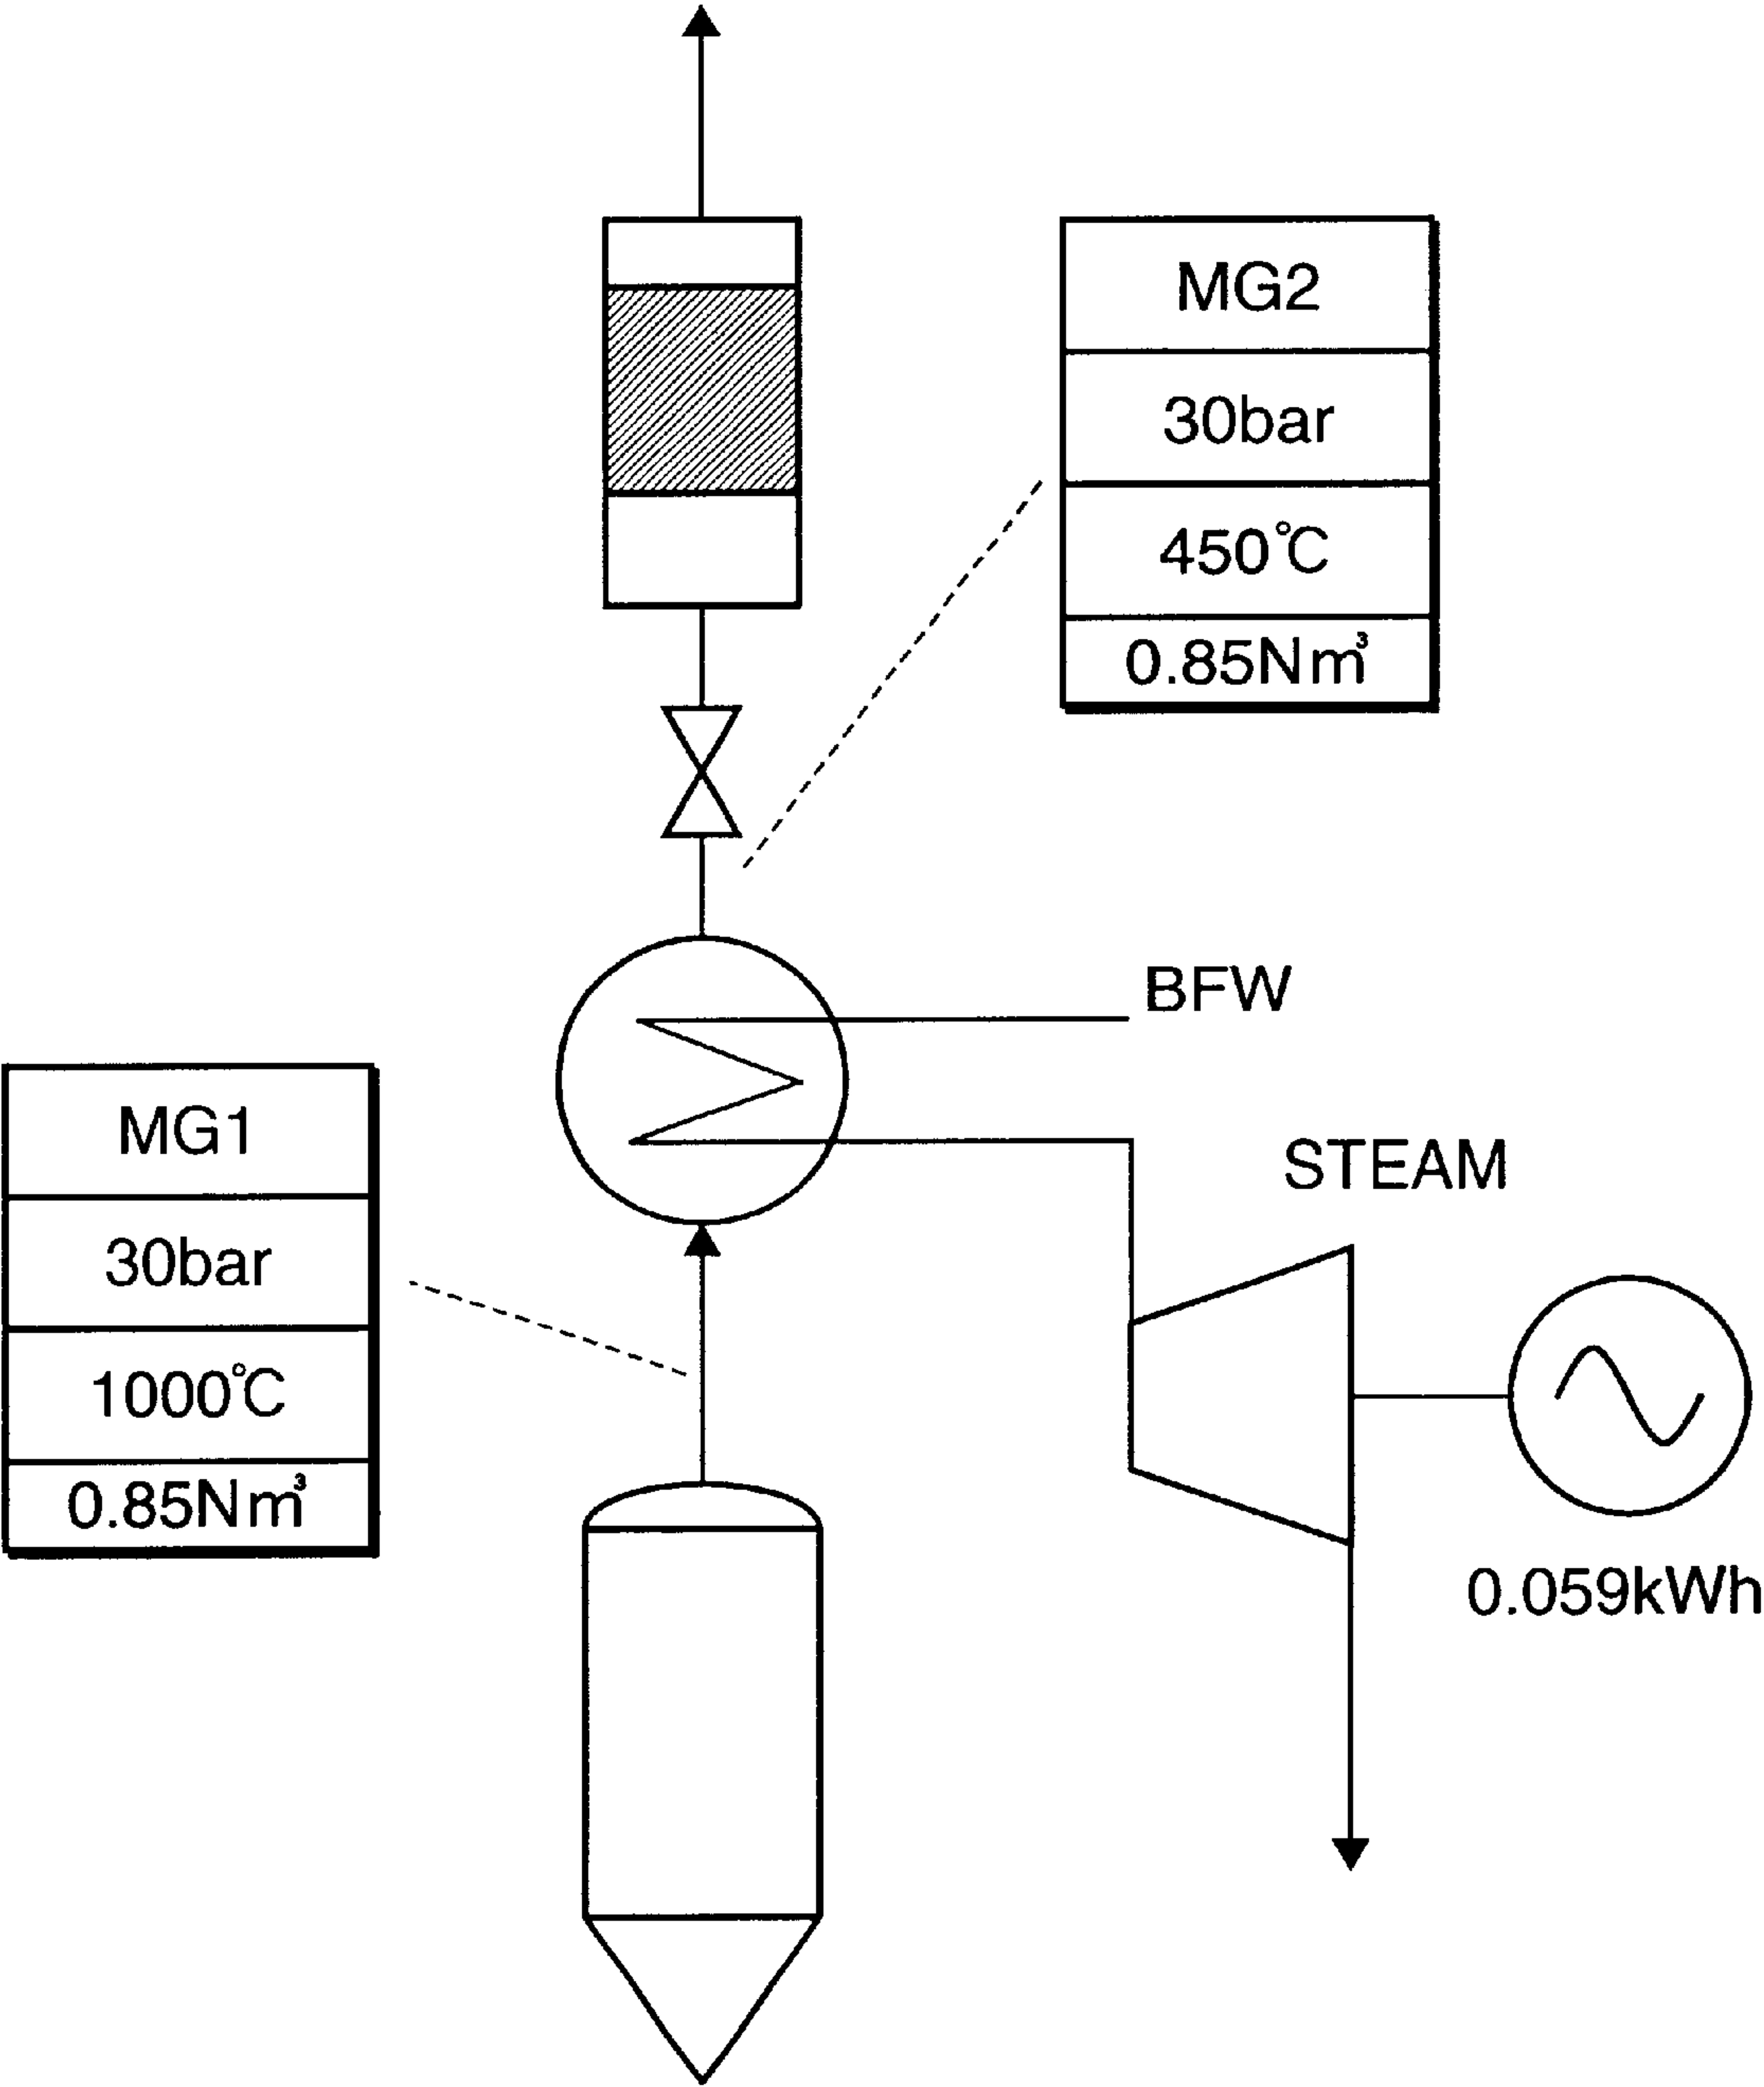 MG2
30bar
450℃
0.85Nm³
BFW
MG1
30bar
1000℃
0.85Nm³
STEAM
0.059kWh